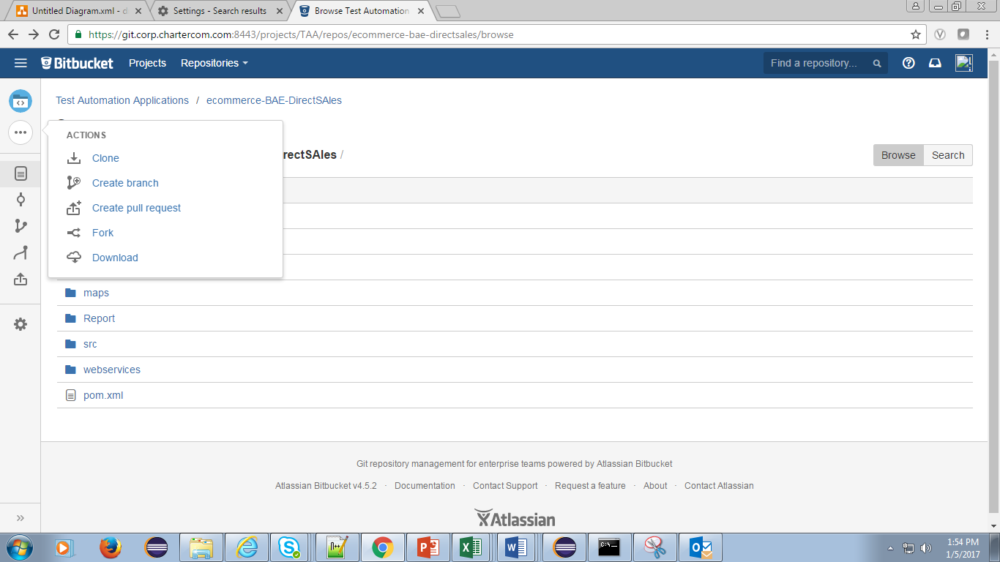 Untitled Diagram.xml - d
Settings - Search results
Browse Test Automation
https://git.corp.chartercom.com:8443/projects/TAA/repos/ecommerce-bae-directsales/browse
Bitbucket Projects Repositories Find a repository...
Test Automation Applications / ecommerce-BAE-DirectSAles
ACTIONS
Clone
Create branch
Create pull request
Fork
Download
rectSAles /
Browse Search
maps
Report
src
webservices
pom.xml
Git repository management for enterprise teams powered by Atlassian Bitbucket
Atlassian Bitbucket v4.5.2 · Documentation · Contact Support · Request a feature · About · Contact Atlassian
Atlassian
1:54 PM
1/5/2017